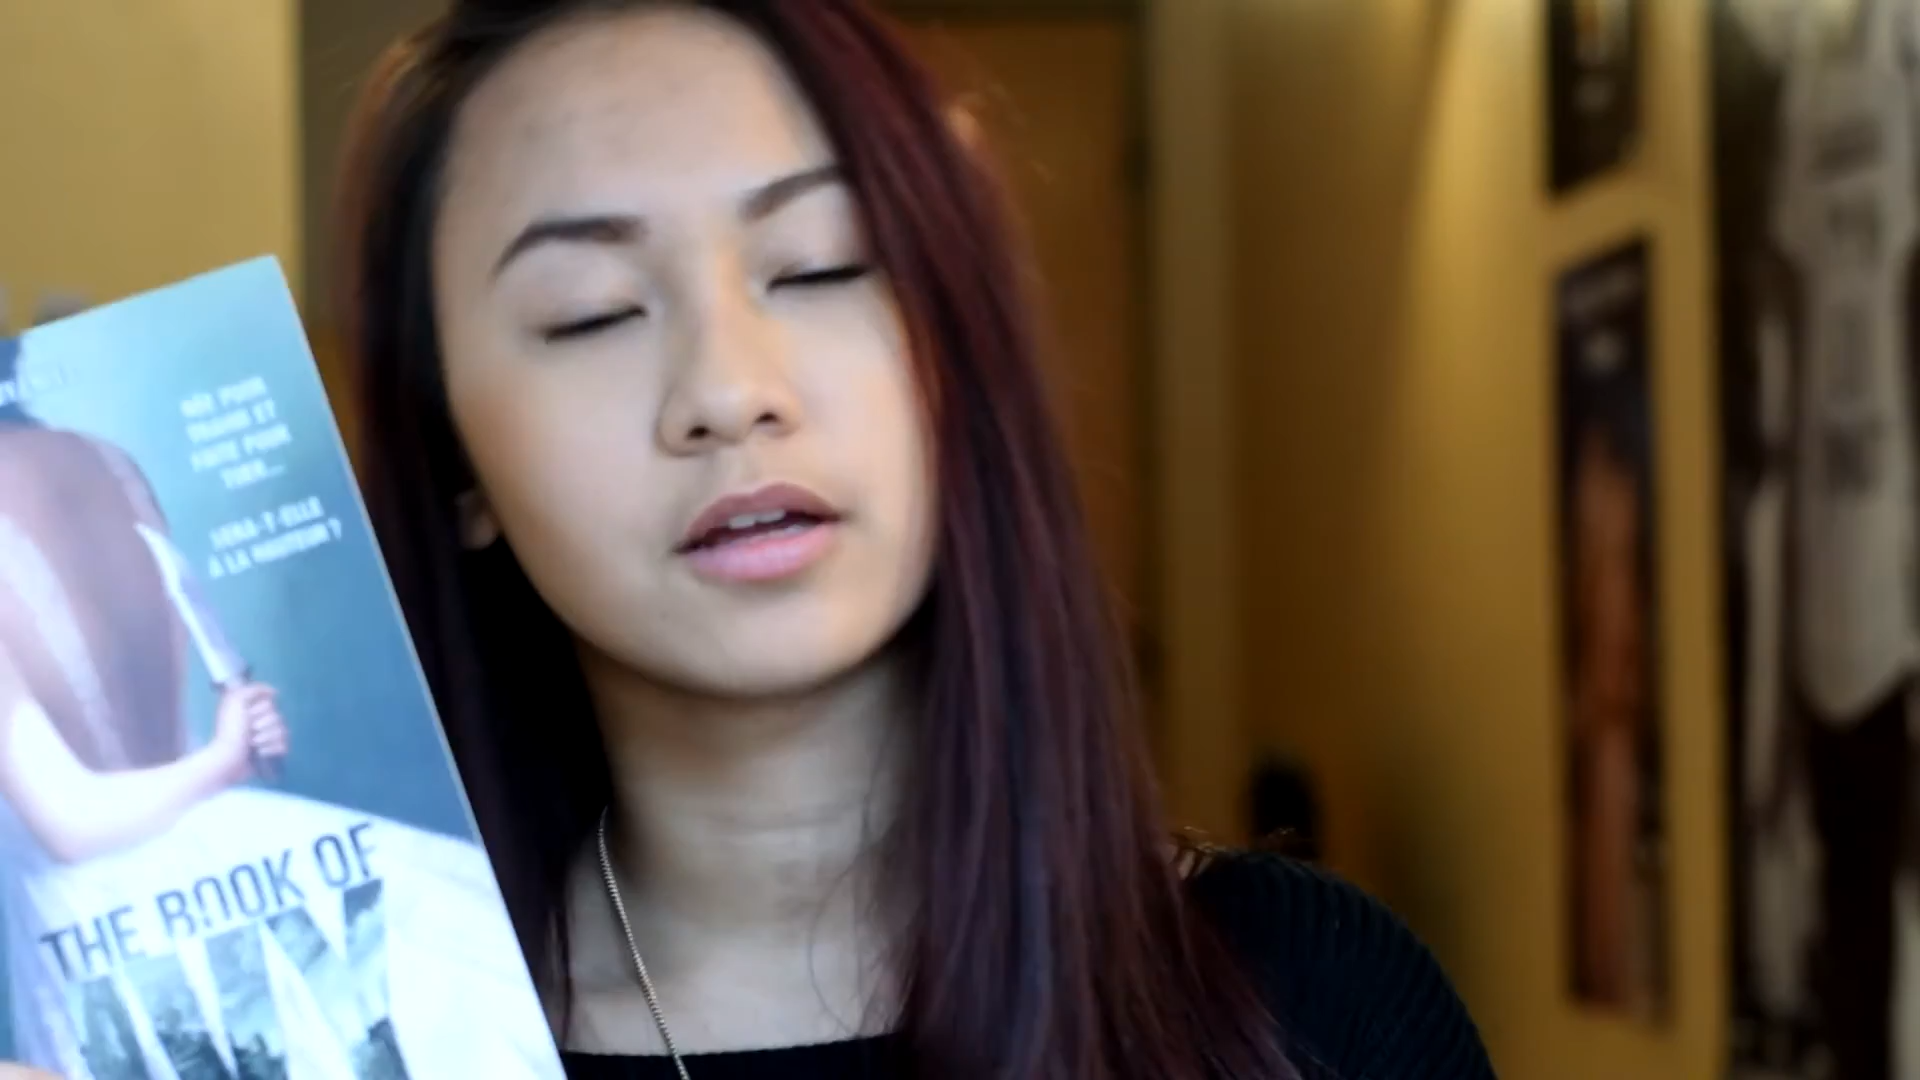 NÉE POUR
TRAHIR ET
FAITE POUR
TUER...
SERA-T-ELLE
À LA HAUTEUR ?
THE BOOK OF